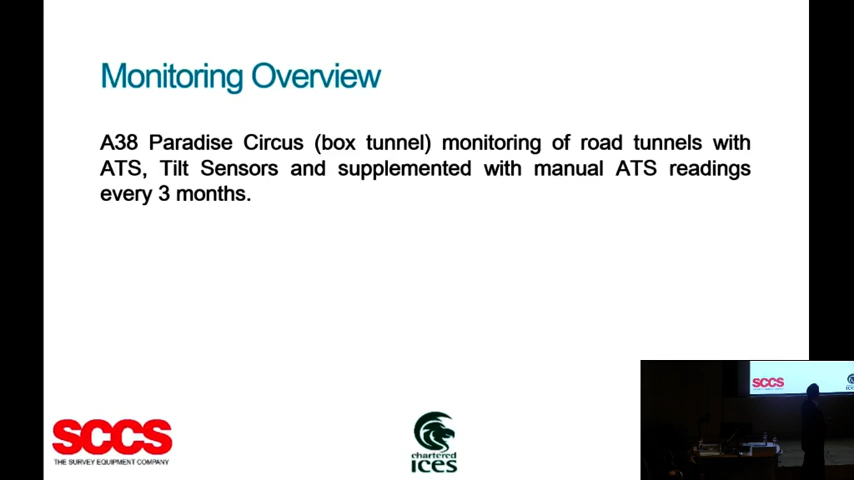 Monitoring Overview
A38 Paradise Circus (box tunnel) monitoring of road tunnels with
ATS, Tilt Sensors and supplemented with manual ATS readings
every 3 months.
SCCS
THE SURVEY EQUIPMENT COMPANY
chartered
ices
SCCS